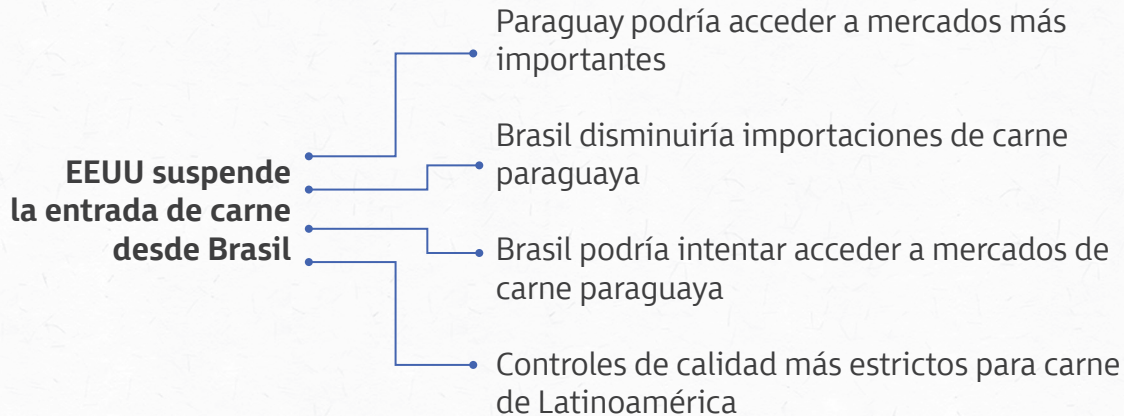 Paraguay podría acceder a mercados más
importantes
Brasil disminuiría importaciones de carne
paraguaya
EEUU suspende
la entrada de carne
desde Brasil
Brasil podría intentar acceder a mercados de
carne paraguaya
Controles de calidad más estrictos para carne
de Latinoamérica